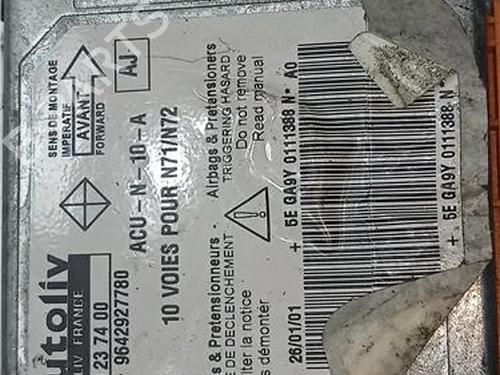 SENS DE MONTAGE
IMPERATIF
AVANT
FORWARD
AJ
utoliv
LIV FRANCE
23 74 00
9642927780
ACU-N-10-A
10 VOIES POUR N71/N72
Airbags & Pretensioners
TRIGGERING HASARD
Do not remove
Read manual
& Pretensionneurs -
DE DECLENCHEMENT
lter la notice
s démonter
+ 5E GA9Y 0111388 N* A0
+ 5E GA9Y 0111388 N
26/01/01